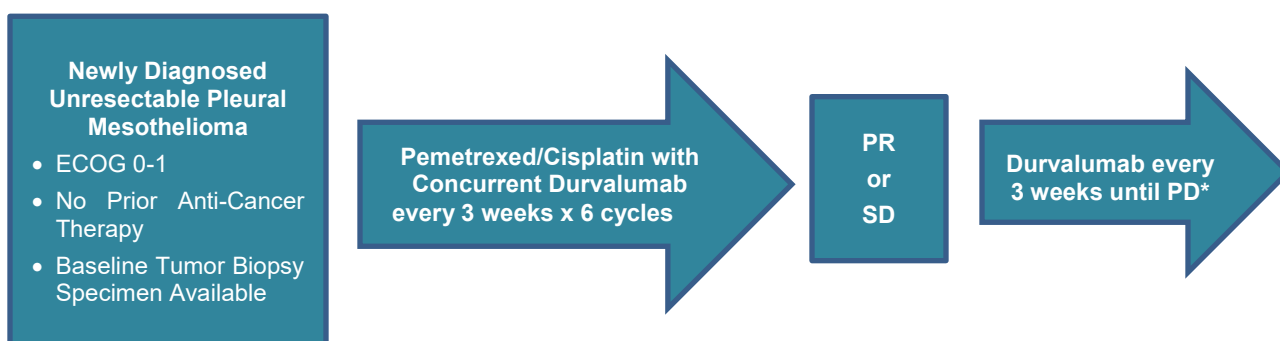 Newly Diagnosed
Unresectable Pleural
Mesothelioma
• ECOG 0-1
• No Prior Anti-Cancer
Therapy
• Baseline Tumor Biopsy
Specimen Available
Pemetrexed/Cisplatin with
Concurrent Durvalumab
every 3 weeks x 6 cycles
PR
or
SD
Durvalumab every
3 weeks until PD*